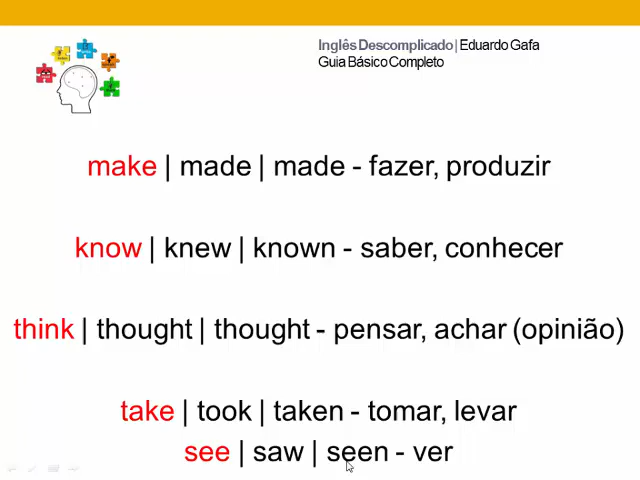 Inglês Descomplicado | Eduardo Gafa
Guia Básico Completo
make | made | made - fazer, produzir
know | knew | known - saber, conhecer
think | thought | thought - pensar, achar (opinião)
take | took | taken - tomar, levar
see | saw | seen - ver